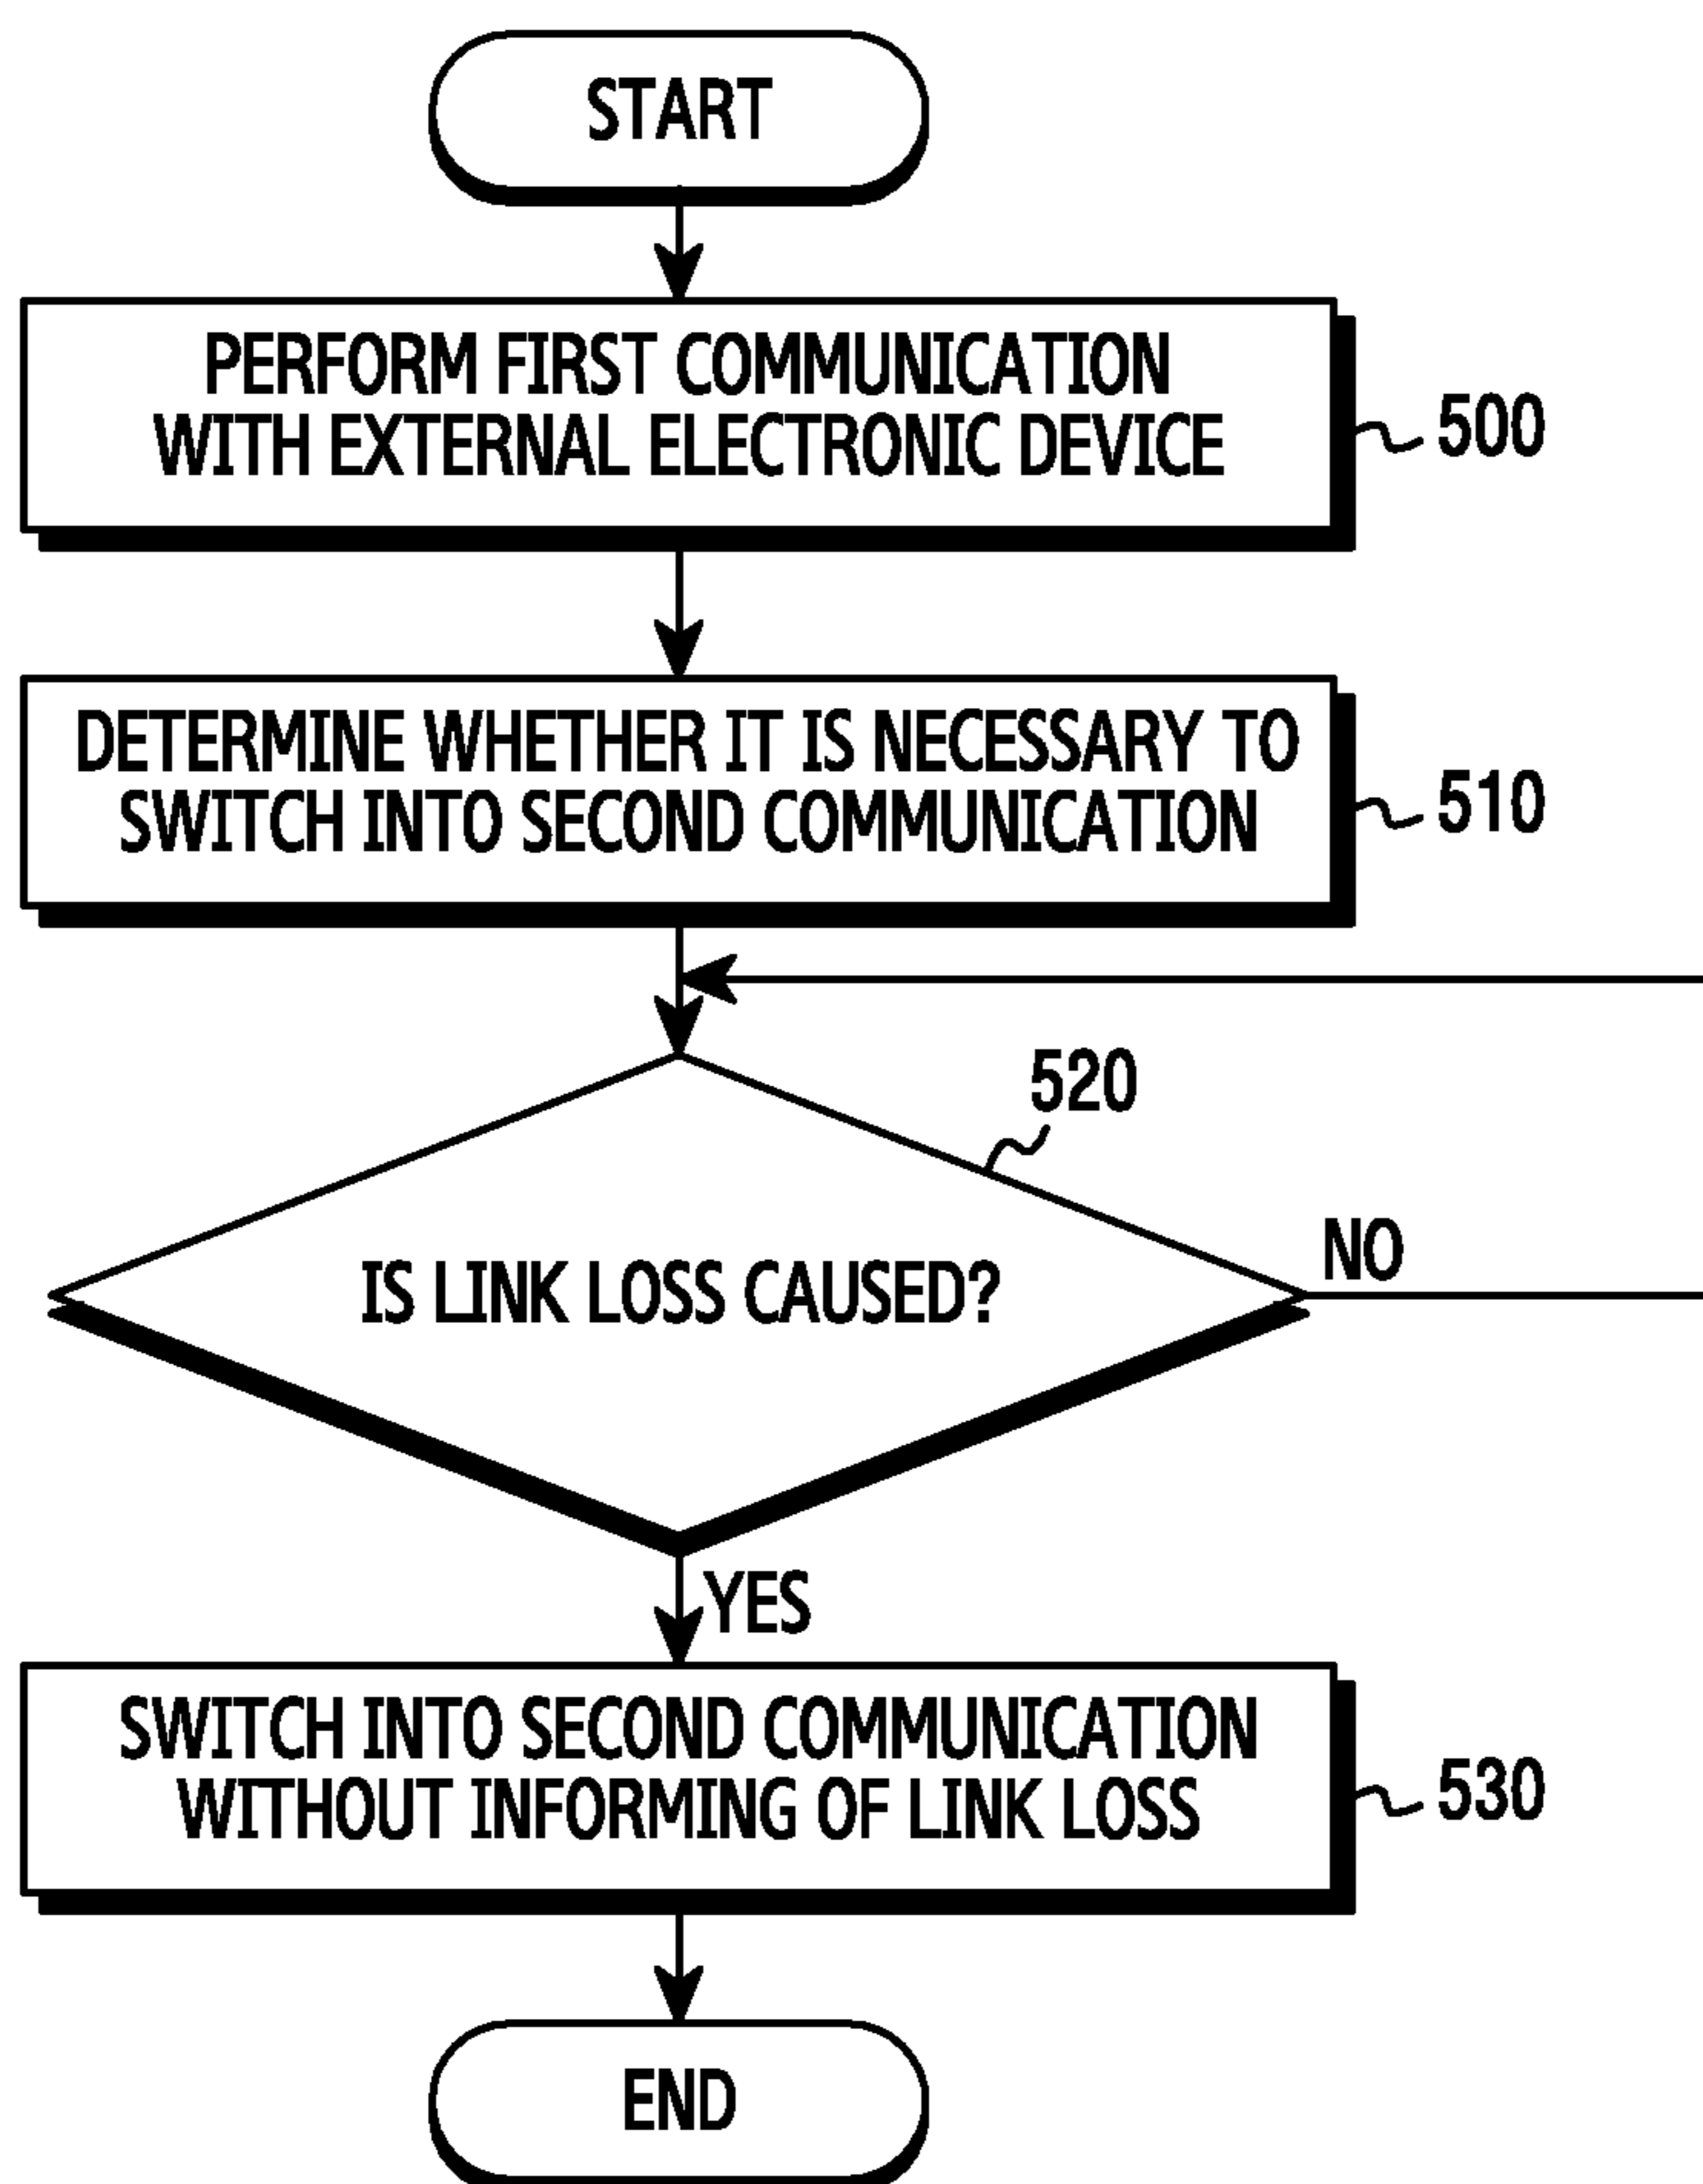 START
PERFORM FIRST COMMUNICATION
WITH EXTERNAL ELECTRONIC DEVICE
500
DETERMINE WHETHER IT IS NECESSARY TO
SWITCH INTO SECOND COMMUNICATION
510
520
IS LINK LOSS CAUSED?
NO
YES
SWITCH INTO SECOND COMMUNICATION
WITHOUT INFORMING OF LINK LOSS
530
END